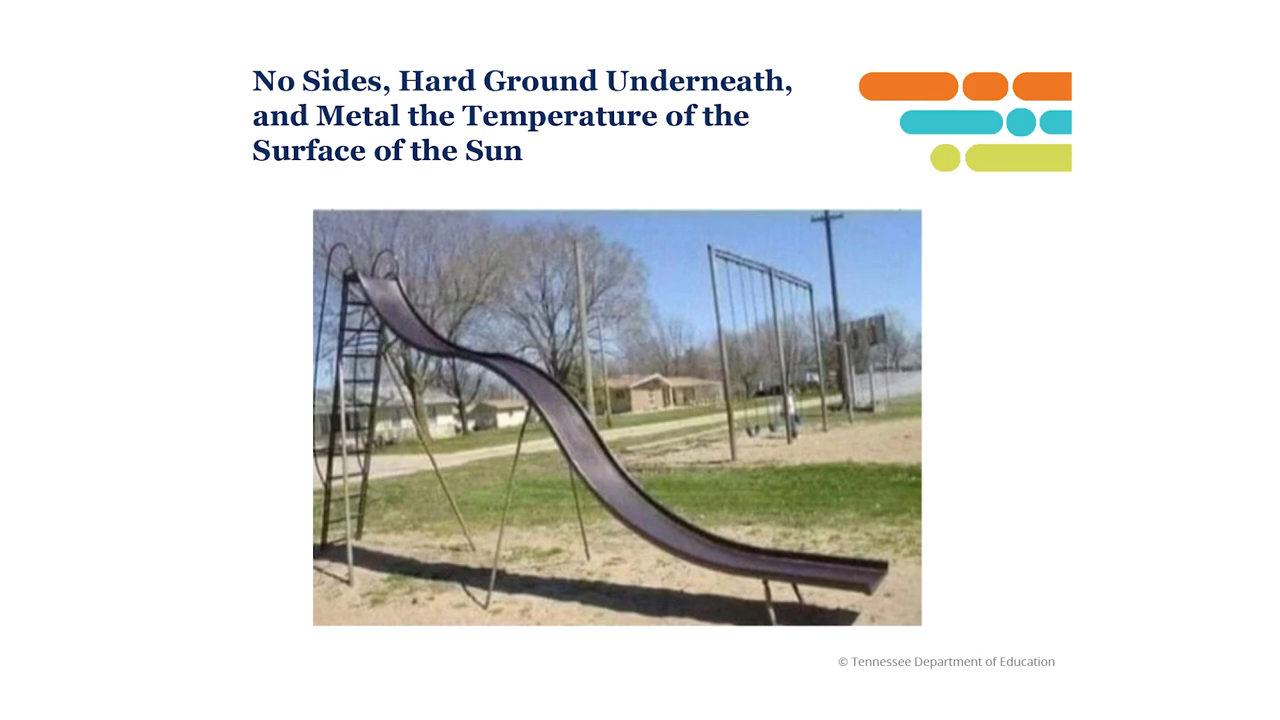 No Sides, Hard Ground Underneath,
and Metal the Temperature of the
Surface of the Sun
© Tennessee Department of Education